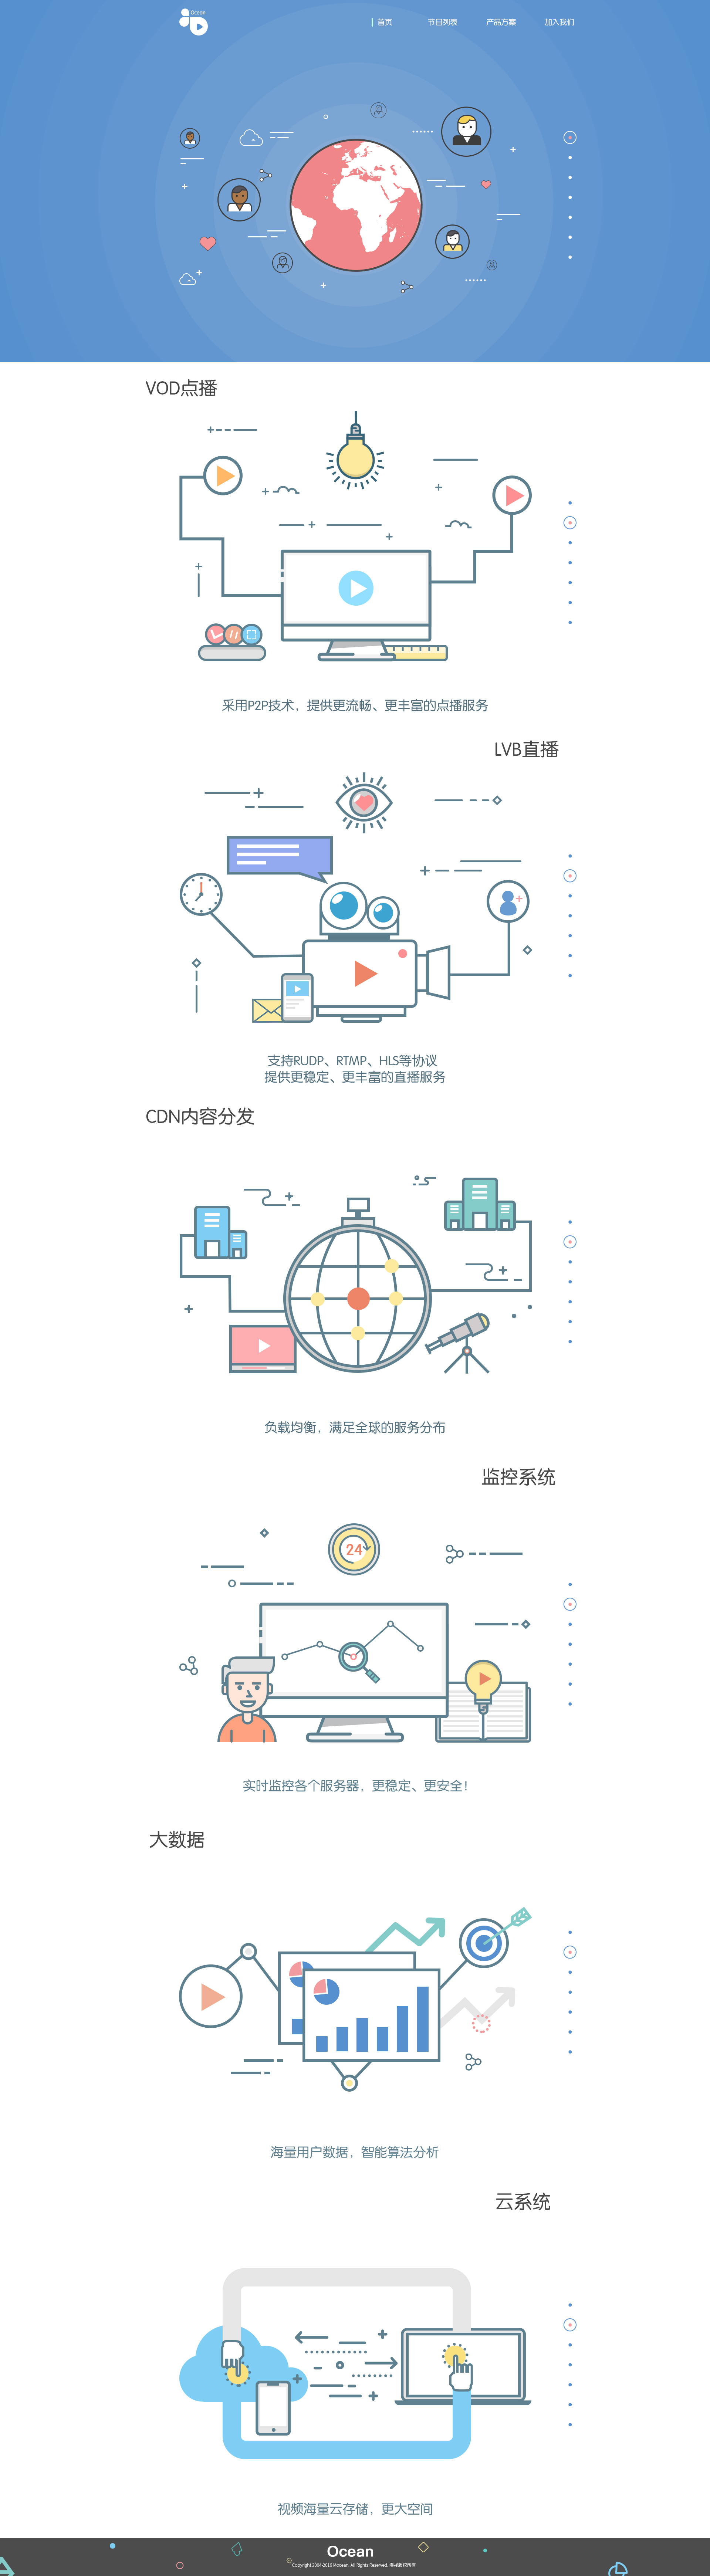 Ocean
首页
节目列表
产品方案
加入我们
VOD点播
采用P2P技术，提供更流畅、更丰富的点播服务
LVB直播
支持RUDP、RTMP、HLS等协议
提供更稳定、更丰富的直播服务
CDN内容分发
负载均衡，满足全球的服务分布
监控系统
24
实时监控各个服务器，更稳定、更安全!
大数据
海量用户数据，智能算法分析
云系统
视频海量云存储，更大空间
Ocean
Copyright 2004-2016 Mocean. All Rights Reserved. 海视版权所有